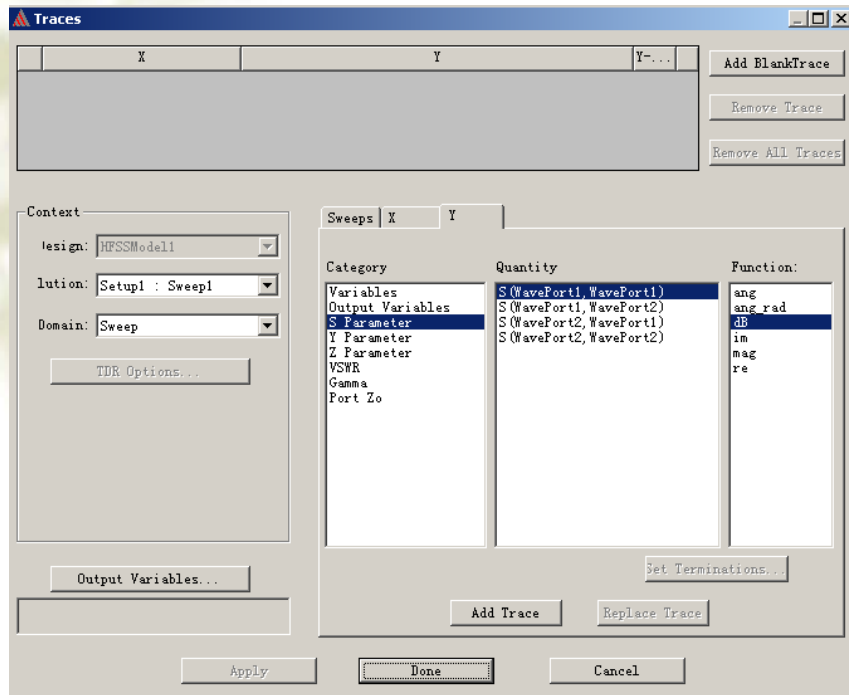 Traces
X Y Y-...
Add BlankTrace
Remove Trace
Remove All Traces
Context
esign: HFSSModel1
lution: Setup1 : Sweep1
Domain: Sweep
TDR Options...
Output Variables...
Sweeps X Y
Category Quantity Function:
Variables
Output Variables
S Parameter
Y Parameter
Z Parameter
VSWR
Gamma
Port Zo
S(WavePort1,WavePort1)
S(WavePort1,WavePort2)
S(WavePort2,WavePort1)
S(WavePort2,WavePort2)
ang
ang_rad
dB
im
mag
re
Set Terminations...
Add Trace Replace Trace
Apply Done Cancel